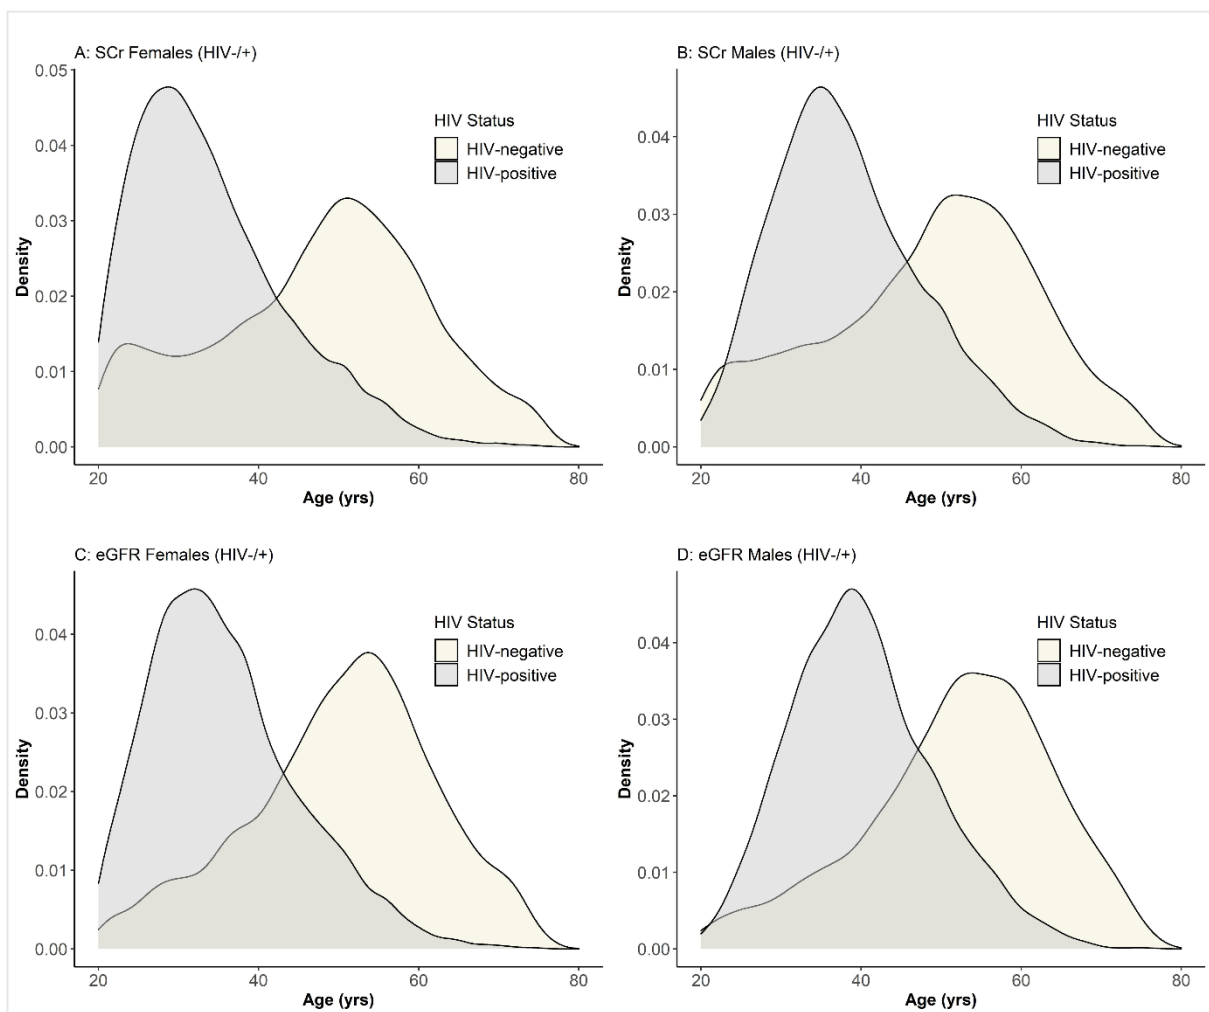 A: SCr Females (HIV-/+)
0.05
0.04
0.03
0.02
0.01
0.00
Density
20 40 60 80
Age (yrs)
HIV Status
HIV-negative
HIV-positive
B: SCr Males (HIV-/+)
0.04
0.03
0.02
0.01
0.00
Density
20 40 60 80
Age (yrs)
HIV Status
HIV-negative
HIV-positive
C: eGFR Females (HIV-/+)
0.04
0.03
0.02
0.01
0.00
Density
20 40 60 80
Age (yrs)
HIV Status
HIV-negative
HIV-positive
D: eGFR Males (HIV-/+)
0.04
0.03
0.02
0.01
0.00
Density
20 40 60 80
Age (yrs)
HIV Status
HIV-negative
HIV-positive